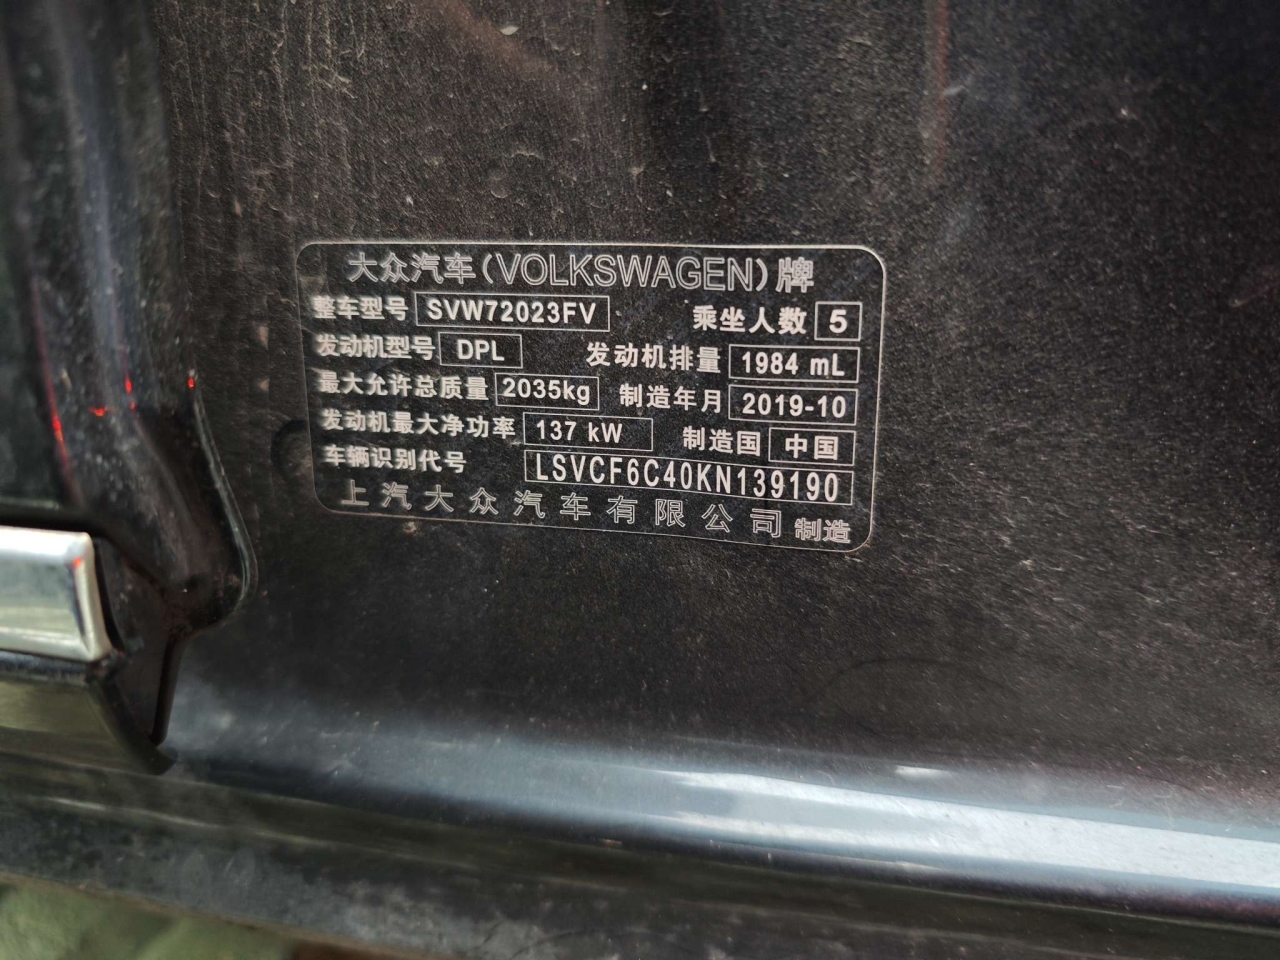 大众汽车(VOLKSWAGEN)牌
整车型号 SVW72023FV 乘坐人数 5
发动机型号 DPL 发动机排量 1984 mL
最大允许总质量 2035kg 制造年月 2019-10
发动机最大净功率 137 kW 制造国 中国
车辆识别代号 LSVCF6C40KN139190
上汽大众汽车有限公司 制造